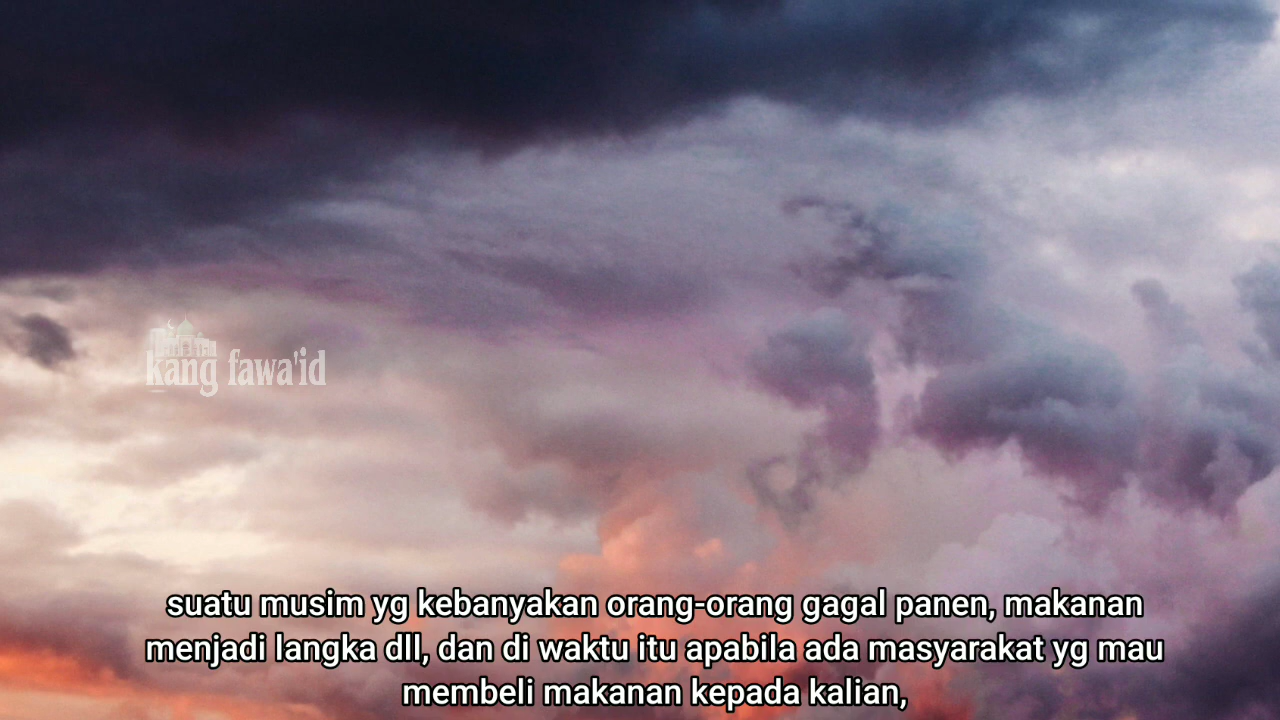 kang fawa'id
suatu musim yg kebanyakan orang-orang gagal panen, makanan
menjadi langka dll, dan di waktu itu apabila ada masyarakat yg mau
membeli makanan kepada kalian,